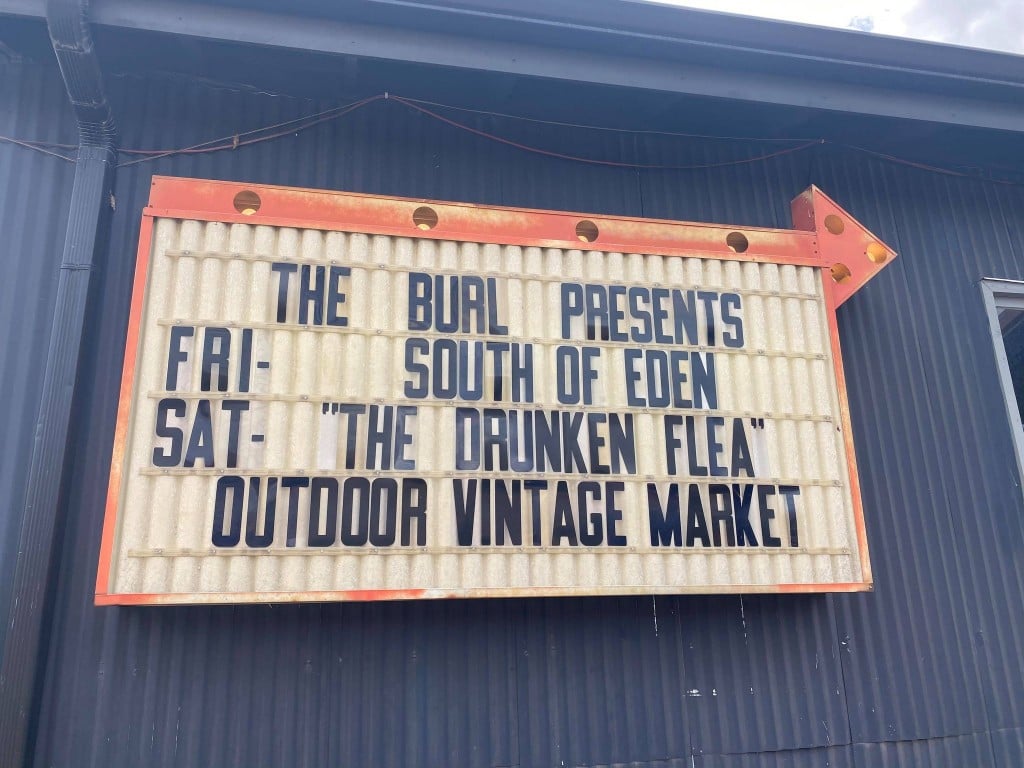 THE BURL PRESENTS
FRI- SOUTH OF EDEN
SAT- "THE DRUNKEN FLEA"
OUTDOOR VINTAGE MARKET